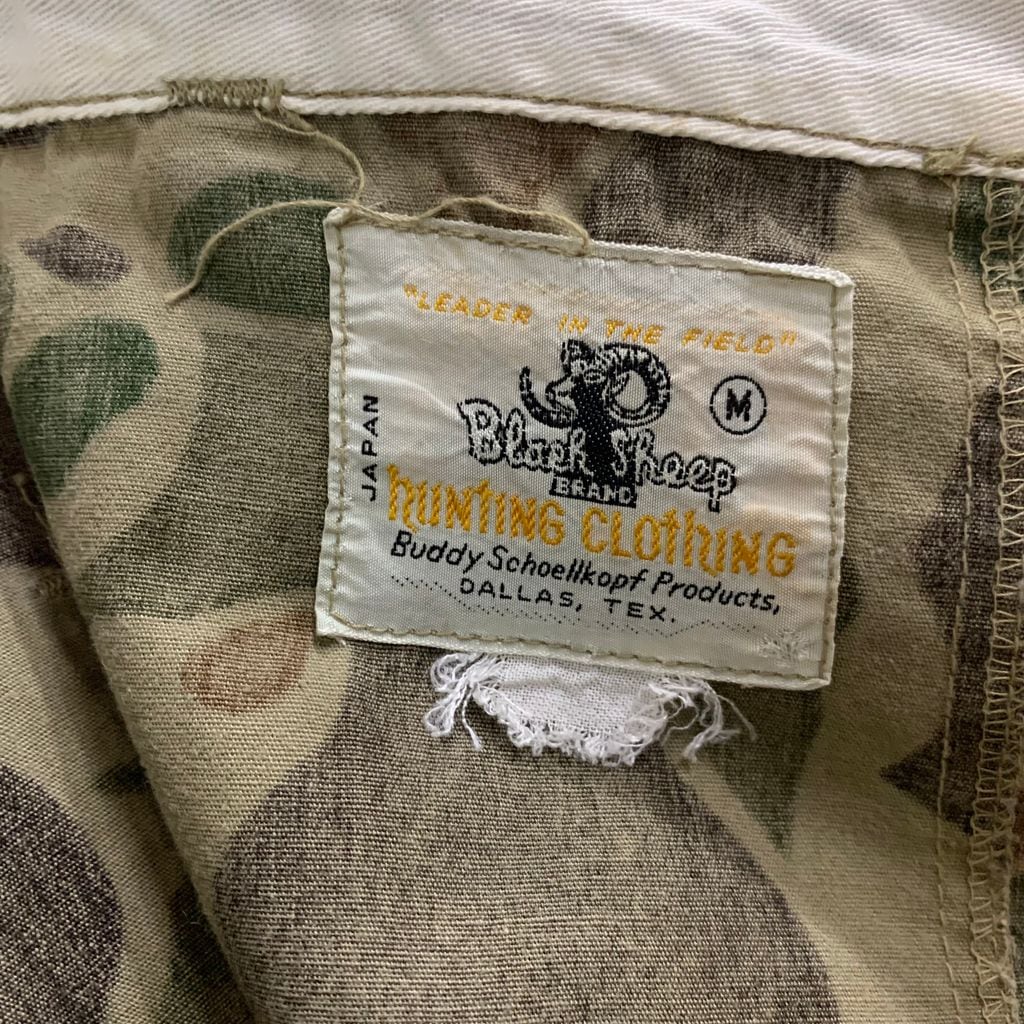 "LEADER IN THE FIELD"
M
Black Sheep
BRAND
JAPAN
HUNTING CLOTHING
Buddy Schoellkopf Products,
DALLAS, TEX.